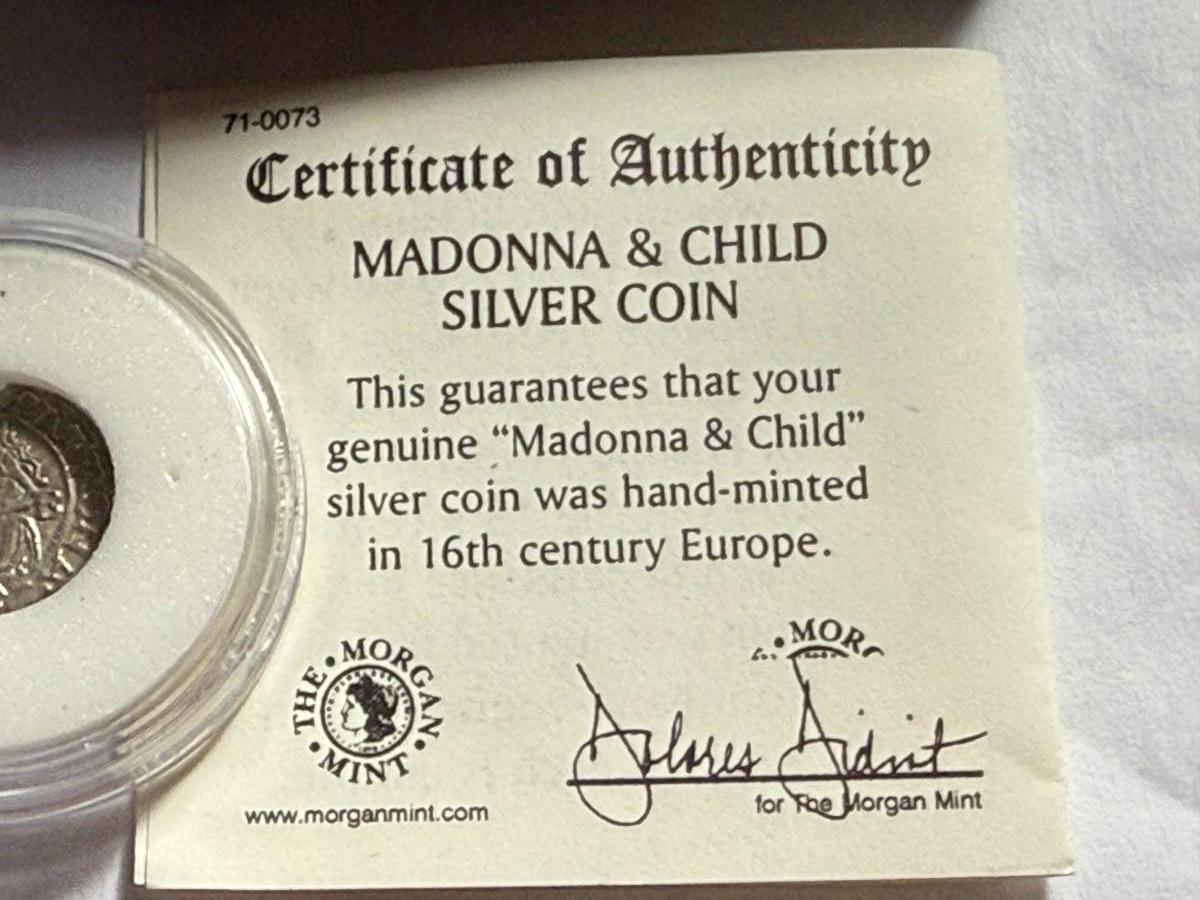 71-0073
Certificate of Authenticity
MADONNA & CHILD
SILVER COIN
This guarantees that your
genuine “Madonna & Child”
silver coin was hand-minted
in 16th century Europe.
THE • MORGAN • MINT •
• MOR
www.morganmint.com
for The Morgan Mint